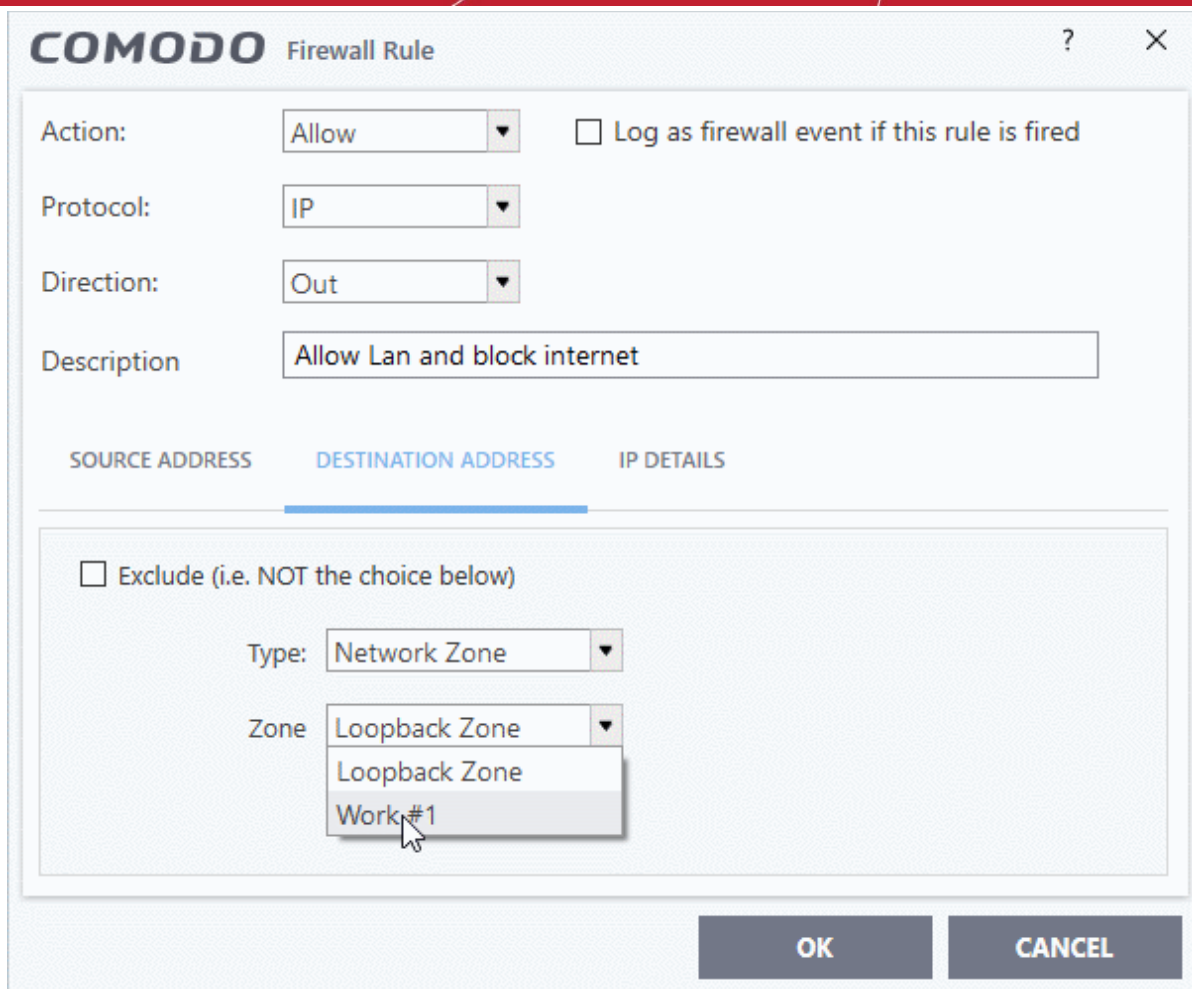 COMODO Firewall Rule ?
Action: Allow Log as firewall event if this rule is fired
Protocol: IP
Direction: Out
Description Allow Lan and block internet
SOURCE ADDRESS DESTINATION ADDRESS IP DETAILS
Exclude (i.e. NOT the choice below)
Type: Network Zone
Zone Loopback Zone
Loopback Zone
Work #1
OK CANCEL